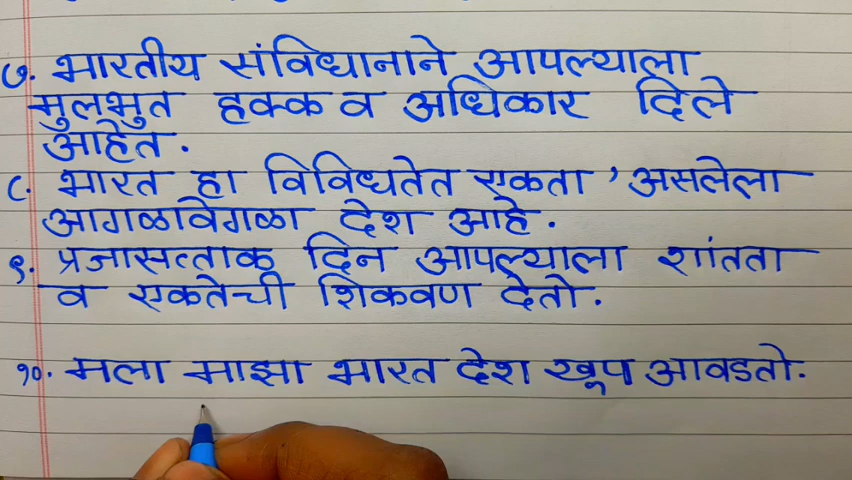 ७. भारतीय संविधानाने आपल्याला
मुलभुत हक्क व अधिकार दिले
आहेत.
८. भारत हा विविधतेत एकता ' असलेला
आगळावेगळा देश आहे.
९. प्रजासत्ताक दिन आपल्याला शांतता
व एकतेची शिकवण देतो.
१०. मला माझा भारत देश खूप आवडतो.